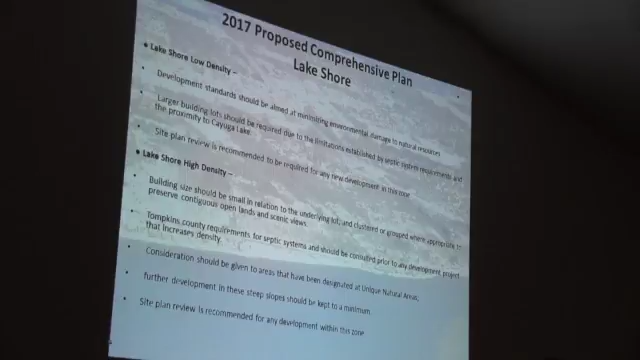 2017 Proposed Comprehensive Plan
Lake Shore
• Lake Shore Low Density –
• Development standards should be aimed at minimizing environmental damage to natural resources
• Larger building lots should be required due to the limitations established by septic system requirements and
the proximity to Cayuga Lake.
• Site plan review is recommended to be required for any new development in this zone
• Lake Shore High Density –
• Building size should be small in relation to the underlying lot, and clustered or grouped where appropriate to
preserve contiguous open lands and scenic views.
• Tompkins county requirements for septic systems and should be consulted prior to any development project
that increases density.
• Consideration should be given to areas that have been designated at Unique Natural Areas;
• further development in these steep slopes should be kept to a minimum
• Site plan review is recommended for any development within this zone